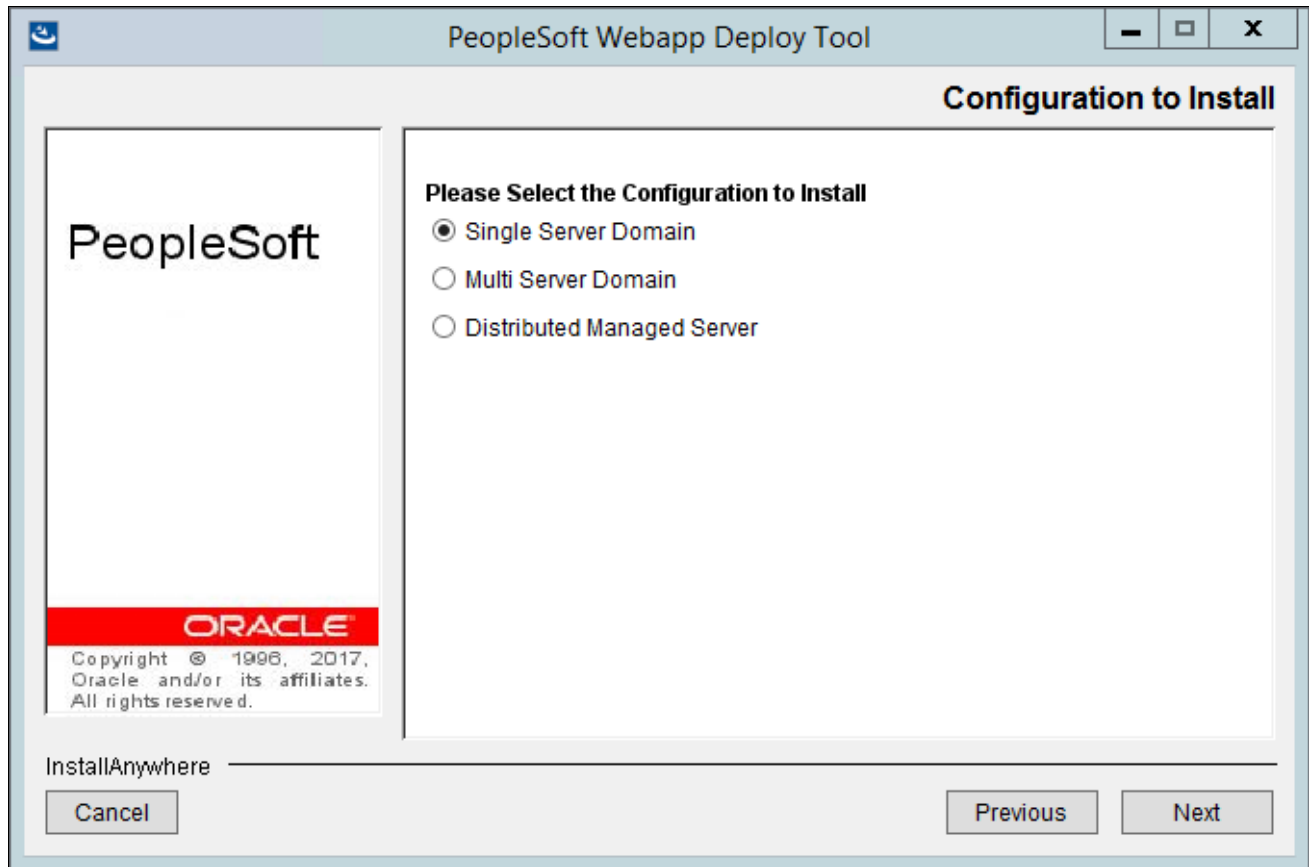 PeopleSoft Webapp Deploy Tool
Configuration to Install
PeopleSoft
ORACLE
Copyright © 1996, 2017,
Oracle and/or its affiliates.
All rights reserved.
Please Select the Configuration to Install
Single Server Domain
Multi Server Domain
Distributed Managed Server
InstallAnywhere
Cancel
Previous
Next